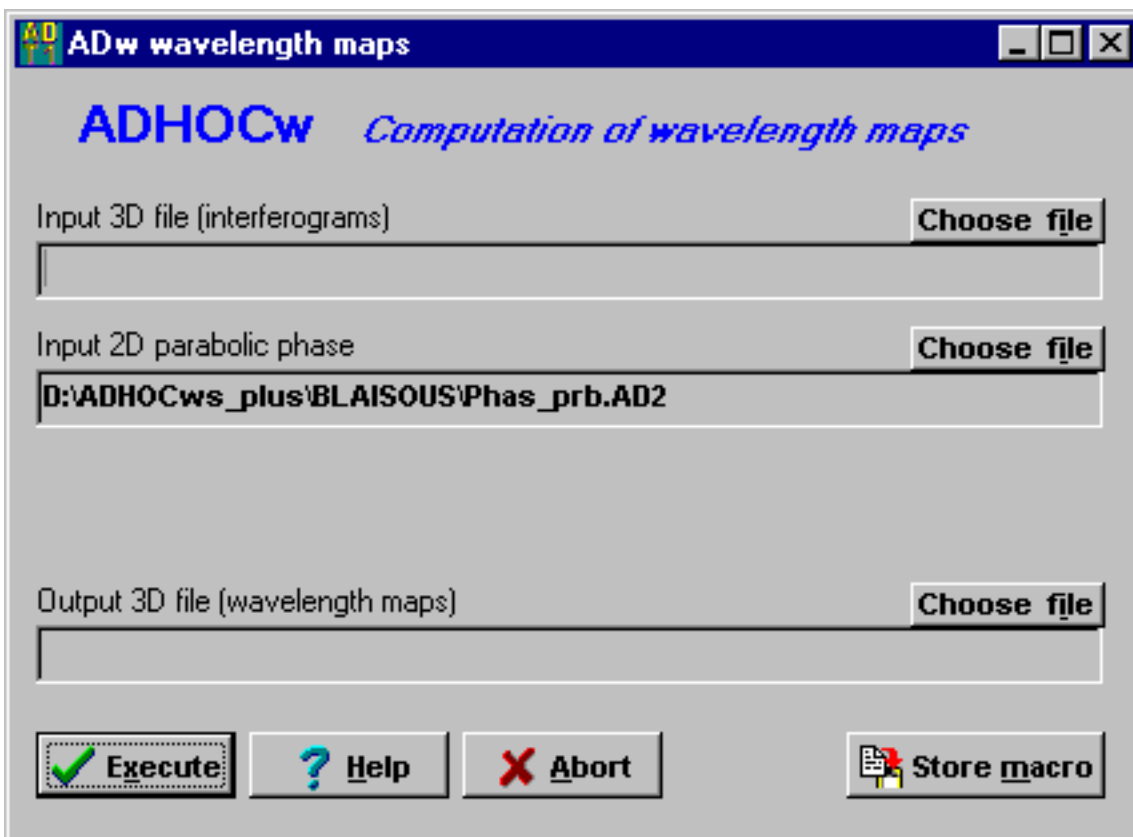 ADw wavelength maps
ADHOCw Computation of wavelength maps
Input 3D file (interferograms) Choose file
Input 2D parabolic phase Choose file
D:\ADHOCws_plus\BLAISOUS\Phas_prb.AD2
Output 3D file (wavelength maps) Choose file
Execute ? Help Abort Store macro